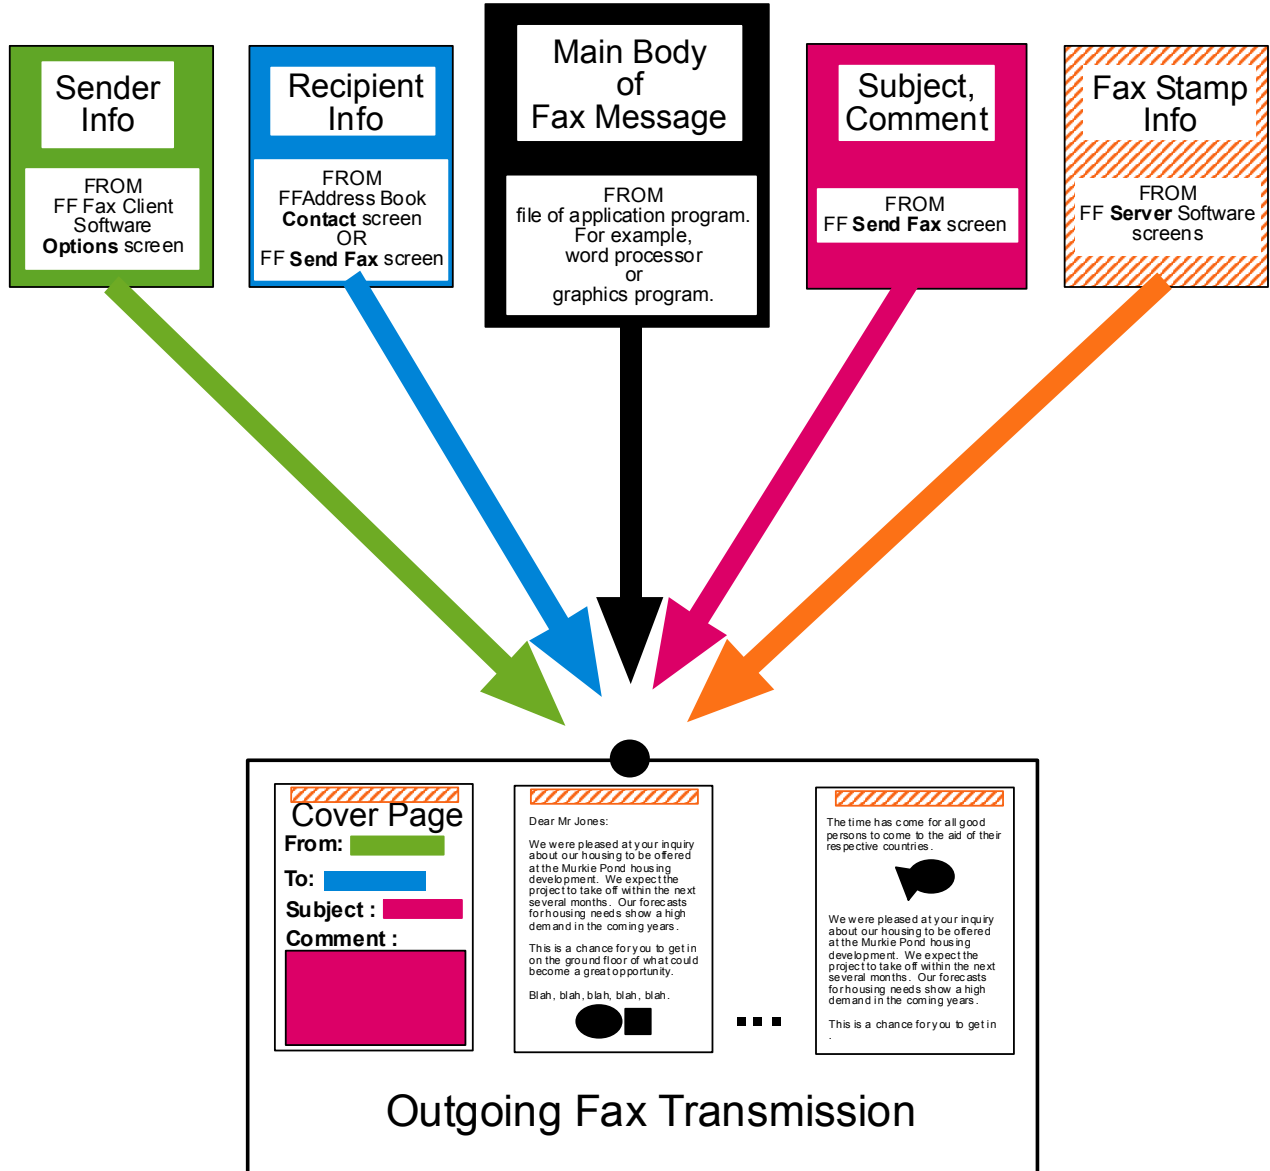 Sender
Info
FROM
FF Fax Client
Software
Options screen
Recipient
Info
FROM
FFAddress Book
Contact screen
OR
FF Send Fax screen
Main Body
of
Fax Message
FROM
file of application program.
For example,
word processor
or
graphics program.
Subject,
Comment
FROM
FF Send Fax screen
Fax Stamp
Info
FROM
FF Server Software
screens
Cover Page
From:
To:
Subject :
Comment :
Dear Mr Jones:
We were pleased at your inquiry
about our housing to be offered
at the Murkie Pond housing
development. We expect the
project to take off within the next
several months. Our forecasts
for housing needs show a high
demand in the coming years.
This is a chance for you to get in
on the ground floor of what could
become a great opportunity.
Blah, blah, blah, blah, blah.
...
The time has come for all good
persons to come to the aid of their
respective countries.
We were pleased at your inquiry
about our housing to be offered
at the Murkie Pond housing
development. We expect the
project to take off within the next
several months. Our forecasts
for housing needs show a high
demand in the coming years.
This is a chance for you to get in
.
Outgoing Fax Transmission